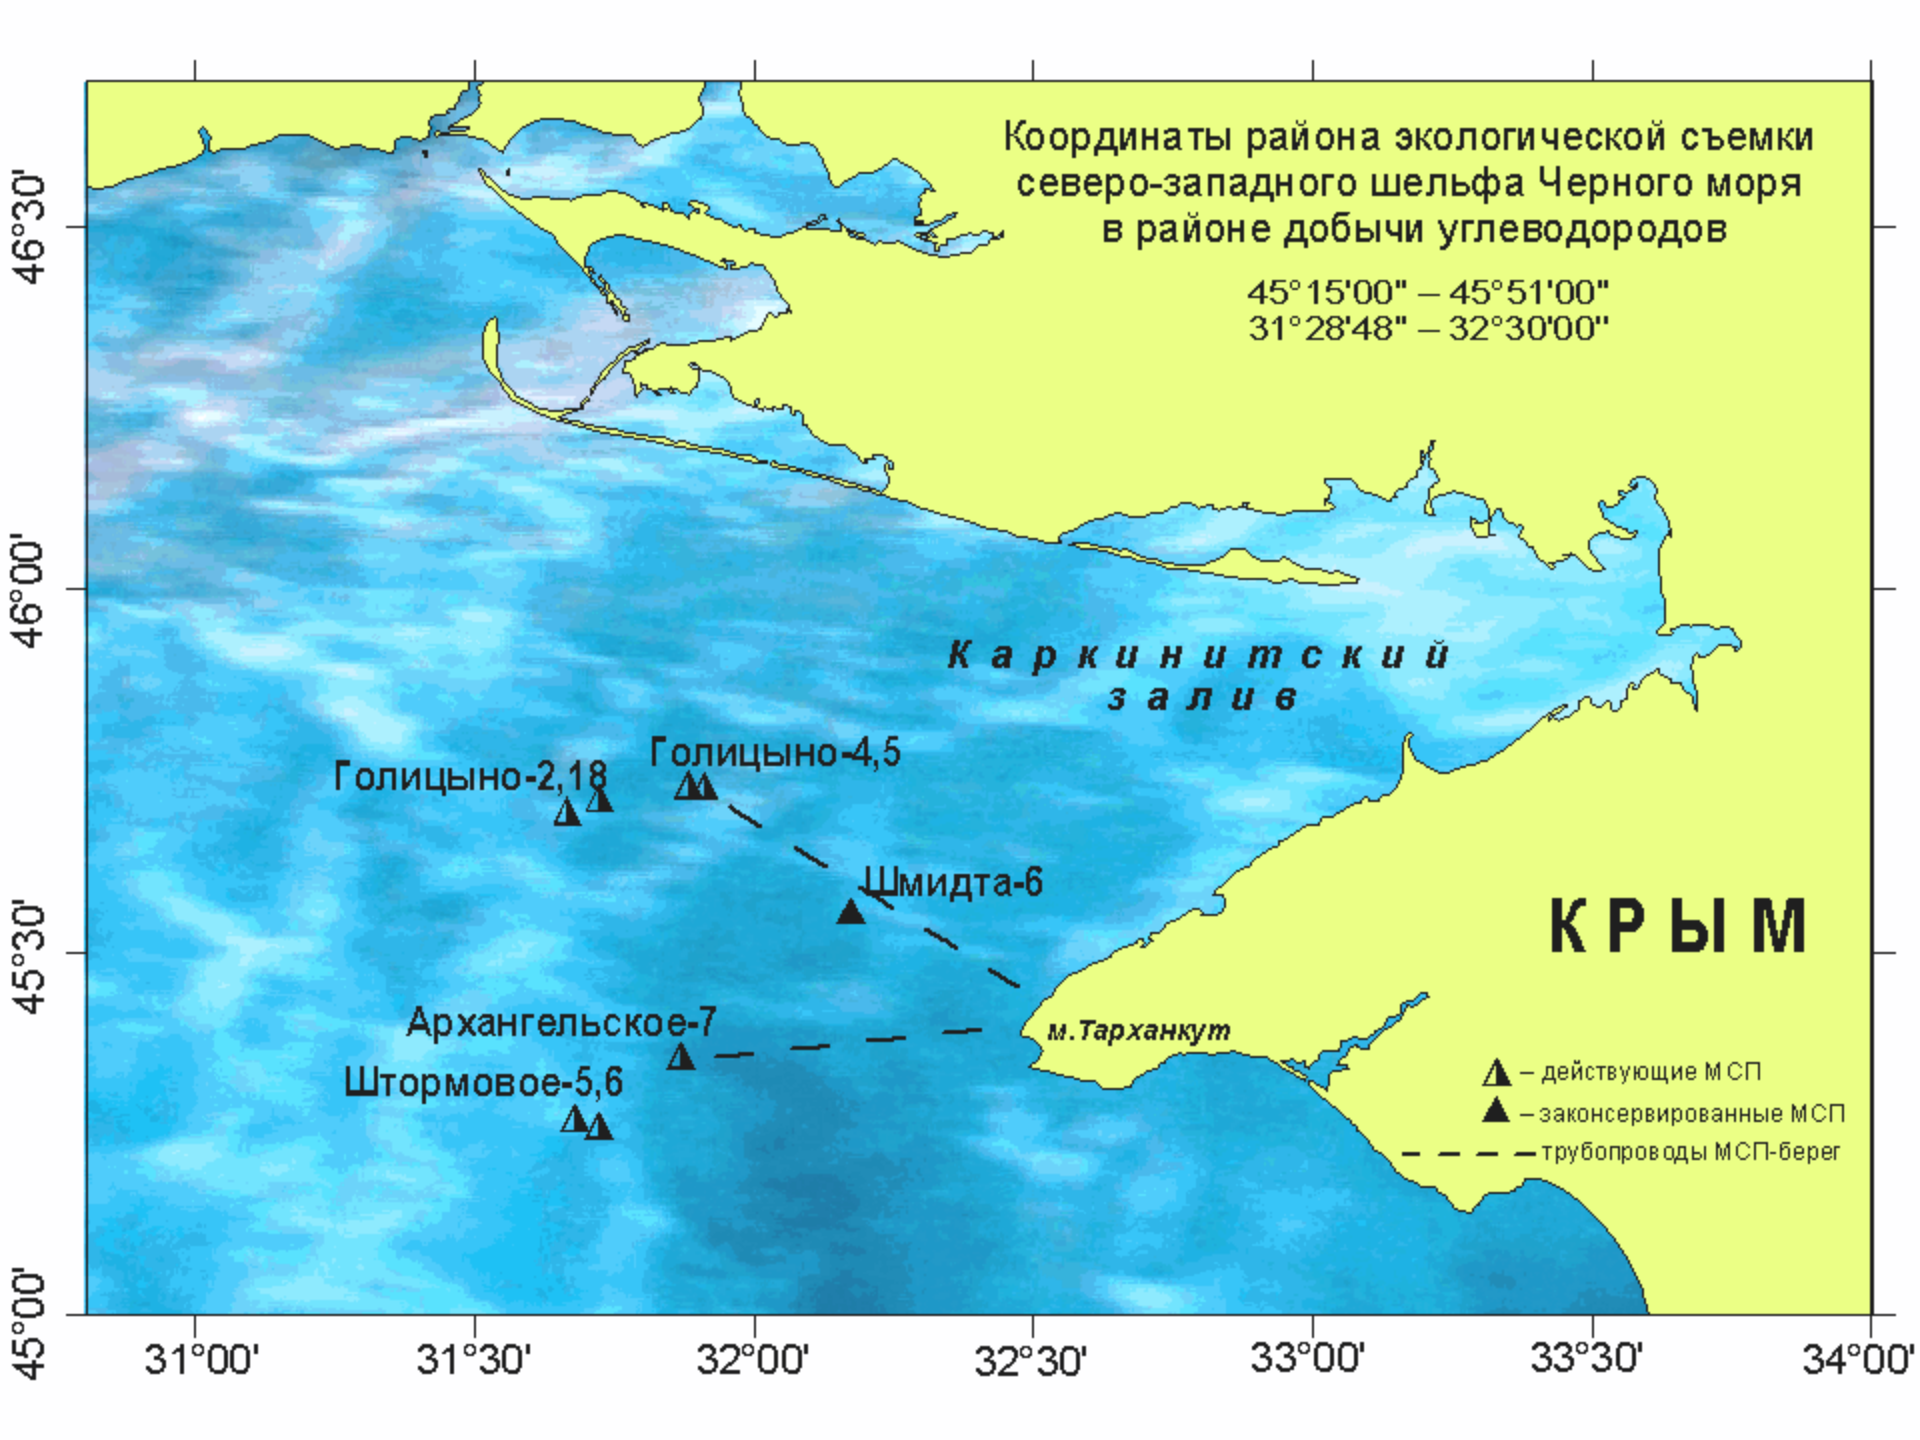 Координаты района экологической съемки
северо-западного шельфа Черного моря
в районе добычи углеводородов
45°15'00" – 45°51'00"
31°28'48" – 32°30'00"
46°30'
46°00'
45°30'
45°00'
Каркинитский
залив
Голицыно-4,5
Голицыно-2,18
Шмидта-6
КРЫМ
Архангельское-7
м.Тарханкут
Штормовое-5,6
– действующие МСП
– законсервированные МСП
трубопроводы МСП-берег
31°00' 31°30' 32°00' 32°30' 33°00' 33°30' 34°00'